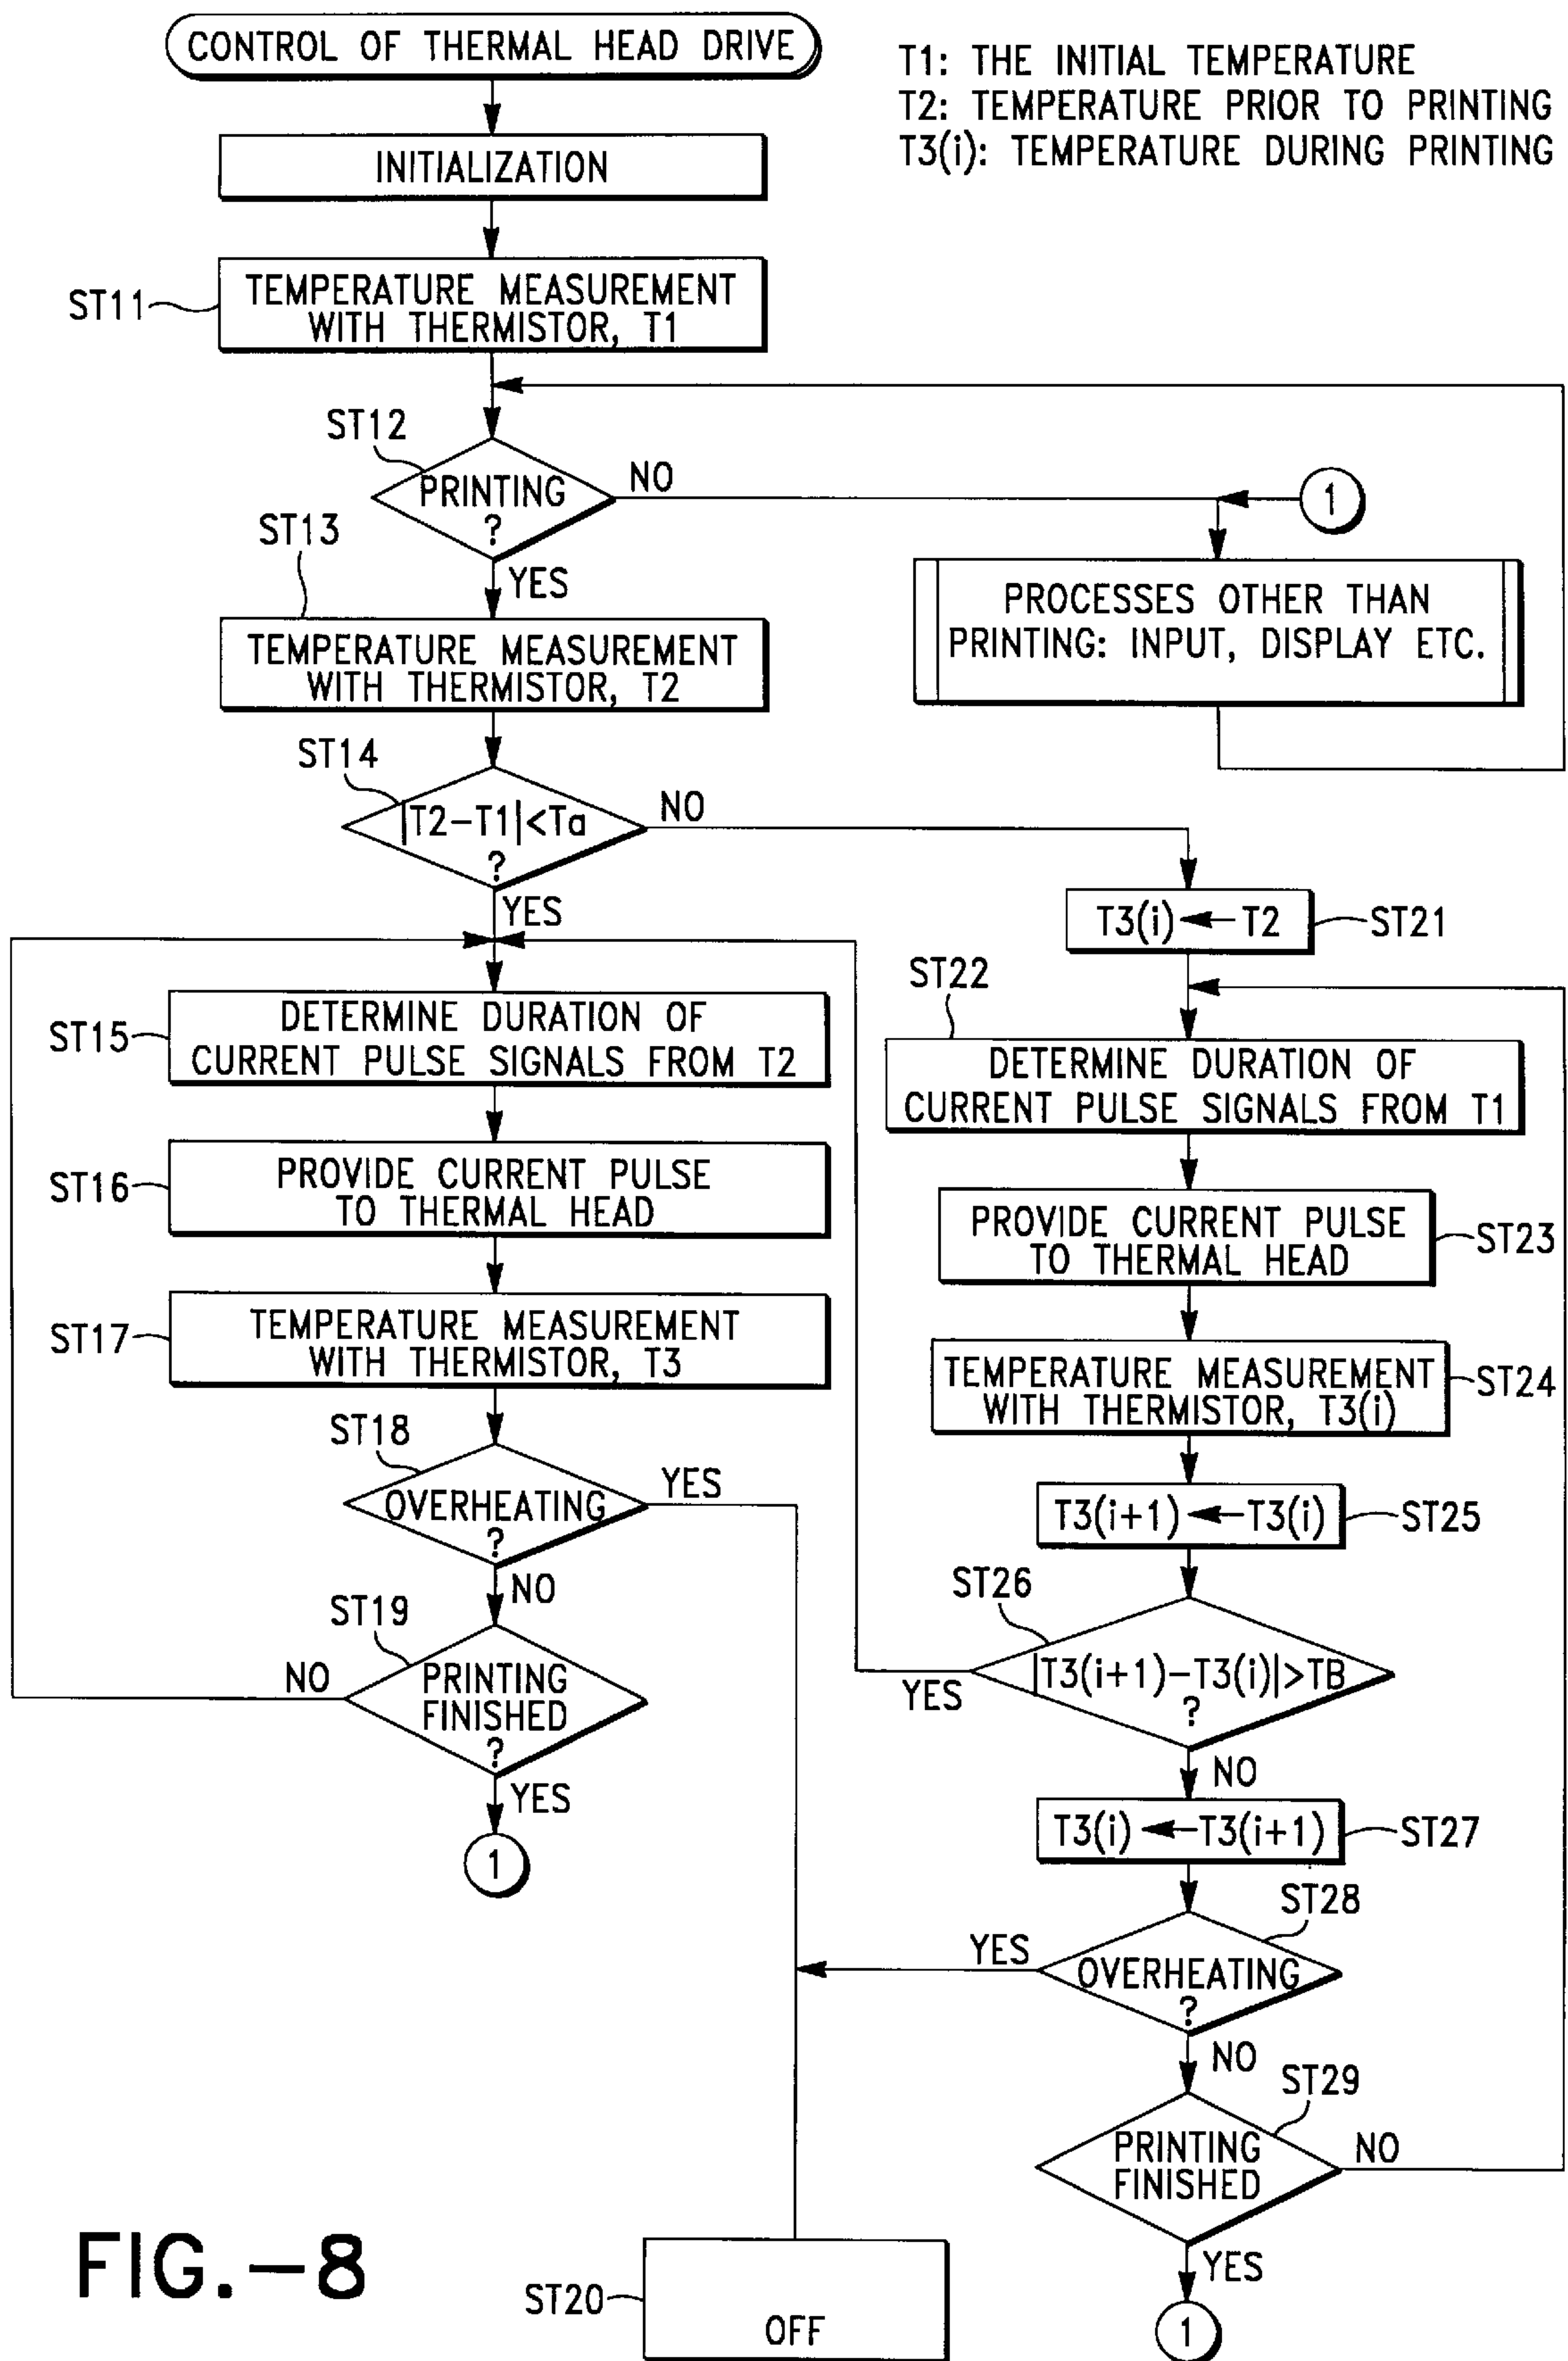 CONTROL OF THERMAL HEAD DRIVE
T1: THE INITIAL TEMPERATURE
T2: TEMPERATURE PRIOR TO PRINTING
T3(i): TEMPERATURE DURING PRINTING
INITIALIZATION
ST11
TEMPERATURE MEASUREMENT
WITH THERMISTOR, T1
ST12
PRINTING
?
NO
YES
1
PROCESSES OTHER THAN
PRINTING: INPUT, DISPLAY ETC.
ST13
TEMPERATURE MEASUREMENT
WITH THERMISTOR, T2
ST14
|T2-T1|<Ta
?
NO
YES
ST15
DETERMINE DURATION OF
CURRENT PULSE SIGNALS FROM T2
ST16
PROVIDE CURRENT PULSE
TO THERMAL HEAD
ST17
TEMPERATURE MEASUREMENT
WITH THERMISTOR, T3
ST18
OVERHEATING
?
YES
NO
ST19
PRINTING
FINISHED
?
NO
YES
1
T3(i) ← T2
ST21
ST22
DETERMINE DURATION OF
CURRENT PULSE SIGNALS FROM T1
PROVIDE CURRENT PULSE
TO THERMAL HEAD
ST23
TEMPERATURE MEASUREMENT
WITH THERMISTOR, T3(i)
ST24
T3(i+1) ← T3(i)
ST25
ST26
|T3(i+1)-T3(i)|>TB
?
YES
NO
T3(i) ← T3(i+1)
ST27
ST28
OVERHEATING
?
YES
NO
ST29
PRINTING
FINISHED
NO
YES
1
ST20
OFF
FIG.-8